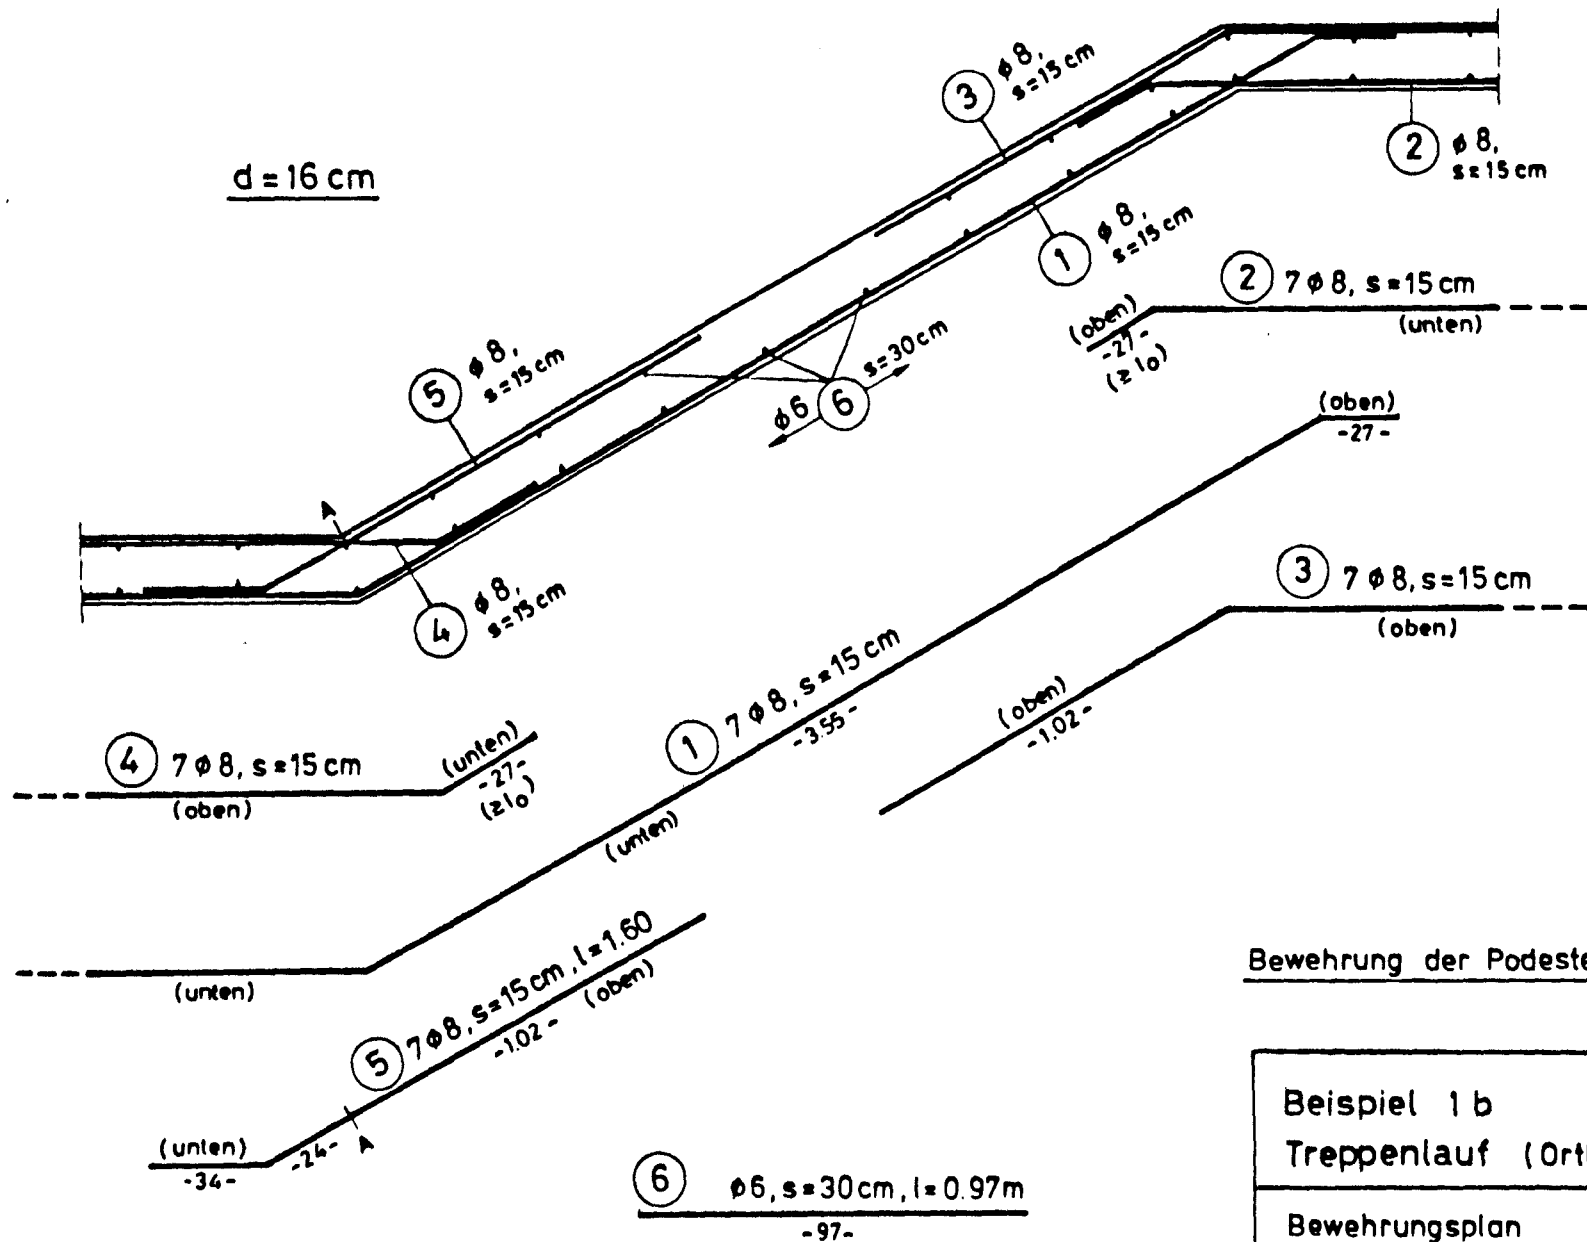 d = 16 cm
3 ø 8,
s = 15 cm
2 ø 8,
s = 15 cm
1 ø 8,
s = 15 cm
5 ø 8,
s = 15 cm
ø 6 6 s = 30 cm
A
4 ø 8,
s = 15 cm
2 7 ø 8, s = 15 cm
(oben)
-27-
(≥ l₀)
(unten)
(oben)
-27-
3 7 ø 8, s = 15 cm
(oben)
(oben)
-1.02-
1 7 ø 8, s = 15 cm
-3.55-
(unten)
(unten)
4 7 ø 8, s = 15 cm
(oben)
(unten)
-27-
(≥ l₀)
5 7 ø 8, s = 15 cm, l = 1.60
-1.02- (oben)
(unten)
-34-
-24- A
6 ø 6, s = 30 cm, l = 0.97 m
-97-
Bewehrung der Podeste
Beispiel 1 b
Treppenlauf (Ort
Bewehrungsplan